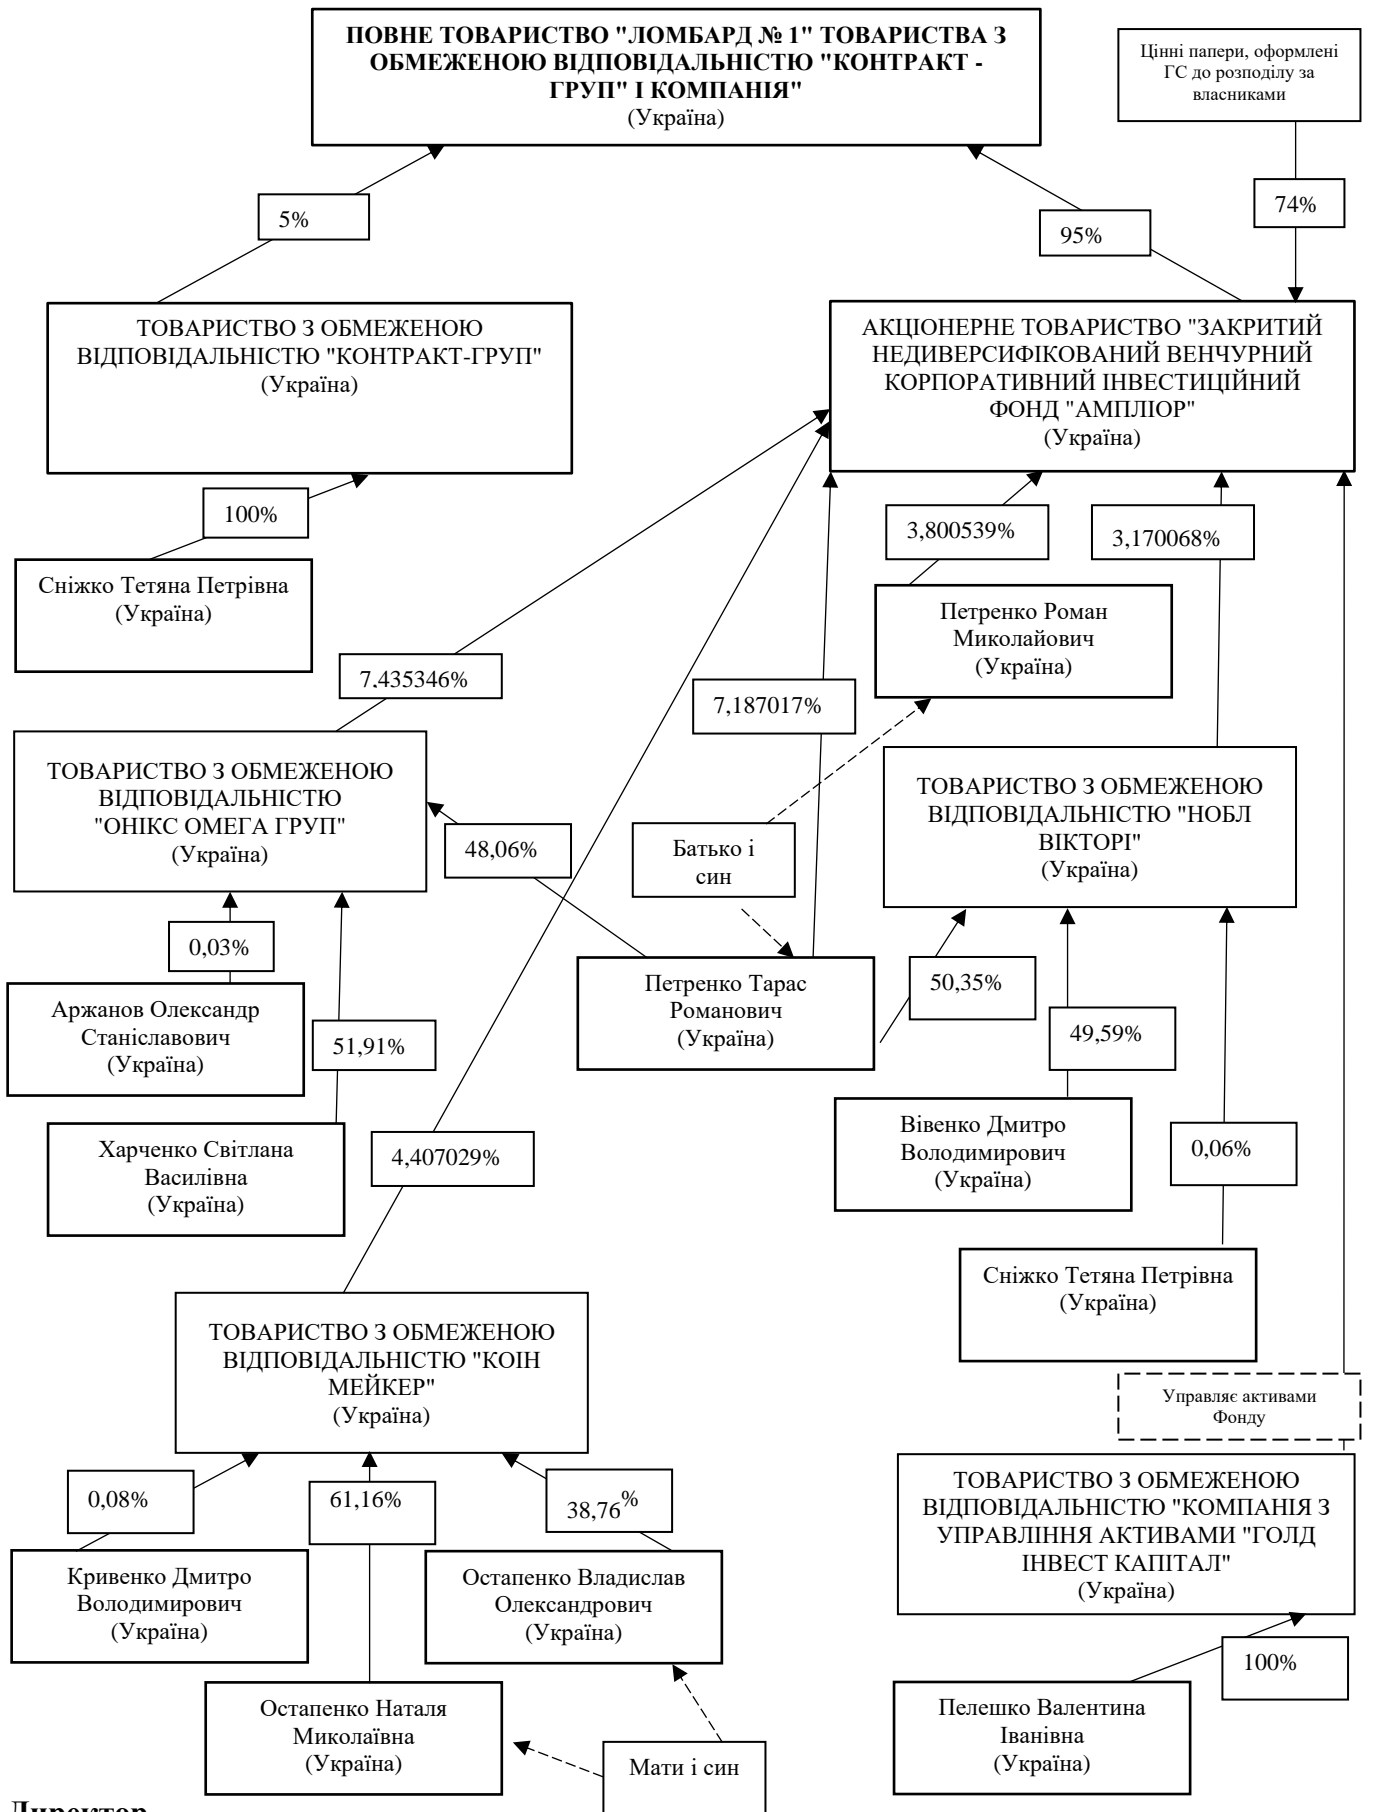 ПОВНЕ ТОВАРИСТВО "ЛОМБАРД № 1" ТОВАРИСТВА З
ОБМЕЖЕНОЮ ВІДПОВІДАЛЬНІСТЮ "КОНТРАКТ -
ГРУП" І КОМПАНІЯ"
(Україна)
Цінні папери, оформлені
ГС до розподілу за
власниками
5%
95%
74%
ТОВАРИСТВО З ОБМЕЖЕНОЮ
ВІДПОВІДАЛЬНІСТЮ "КОНТРАКТ-ГРУП"
(Україна)
АКЦІОНЕРНЕ ТОВАРИСТВО "ЗАКРИТИЙ
НЕДИВЕРСИФІКОВАНИЙ ВЕНЧУРНИЙ
КОРПОРАТИВНИЙ ІНВЕСТИЦІЙНИЙ
ФОНД "АМПЛІОР"
(Україна)
100%
3,800539%
3,170068%
Сніжко Тетяна Петрівна
(Україна)
Петренко Роман
Миколайович
(Україна)
7,435346%
7,187017%
ТОВАРИСТВО З ОБМЕЖЕНОЮ
ВІДПОВІДАЛЬНІСТЮ
"ОНІКС ОМЕГА ГРУП"
(Україна)
48,06%
Батько і
син
ТОВАРИСТВО З ОБМЕЖЕНОЮ
ВІДПОВІДАЛЬНІСТЮ "НОБЛ
ВІКТОРІ"
(Україна)
0,03%
Аржанов Олександр
Станіславович
(Україна)
51,91%
Петренко Тарас
Романович
(Україна)
50,35%
49,59%
Харченко Світлана
Василівна
(Україна)
4,407029%
Вівенко Дмитро
Володимирович
(Україна)
0,06%
Сніжко Тетяна Петрівна
(Україна)
ТОВАРИСТВО З ОБМЕЖЕНОЮ
ВІДПОВІДАЛЬНІСТЮ "КОІН
МЕЙКЕР"
(Україна)
Управляє активами
Фонду
0,08%
61,16%
38,76%
ТОВАРИСТВО З ОБМЕЖЕНОЮ
ВІДПОВІДАЛЬНІСТЮ "КОМПАНІЯ З
УПРАВЛІННЯ АКТИВАМИ "ГОЛД
ІНВЕСТ КАПІТАЛ"
(Україна)
Кривенко Дмитро
Володимирович
(Україна)
Остапенко Владислав
Олександрович
(Україна)
100%
Остапенко Наталя
Миколаївна
(Україна)
Мати і син
Пелешко Валентина
Іванівна
(Україна)
Директор